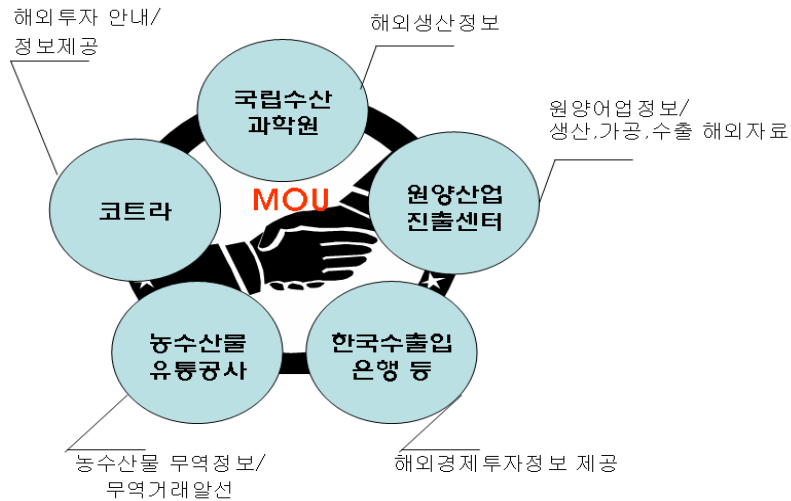 해외투자 안내/
정보제공
해외생산정보
국립수산
과학원
원양어업정보/
생산,가공,수출 해외자료
코트라
MOU
원양산업
진출센터
농수산물
유통공사
한국수출입
은행 등
농수산물 무역정보/
무역거래알선
해외경제투자정보 제공